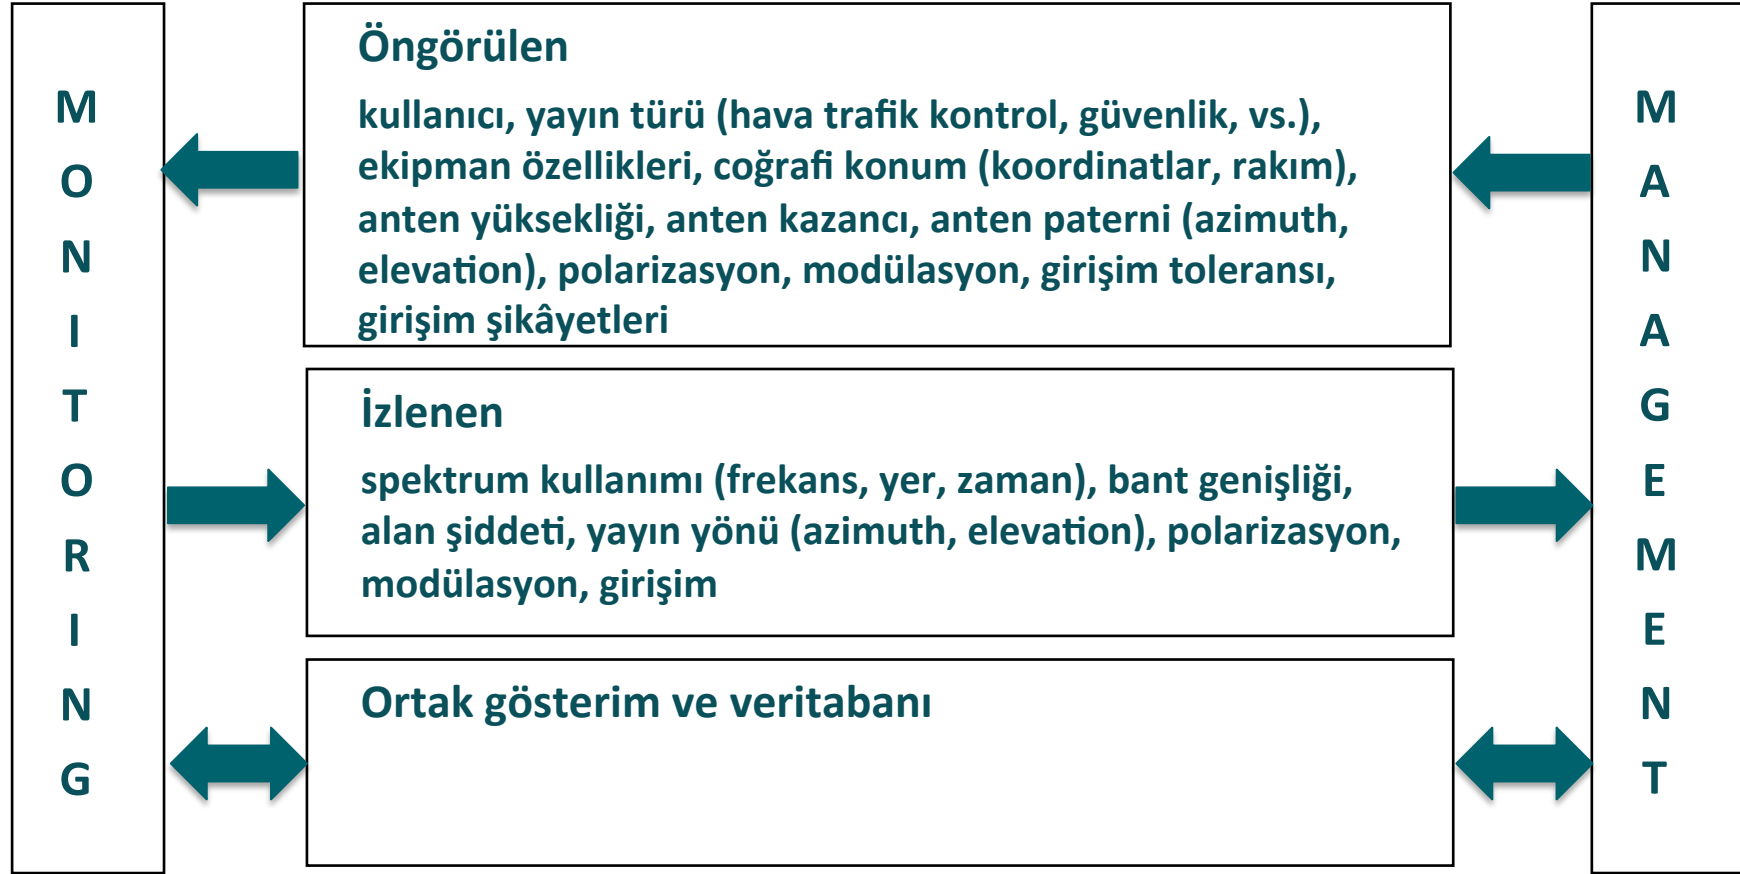 MONITORING
Öngörülen
kullanıcı, yayın türü (hava trafik kontrol, güvenlik, vs.),
ekipman özellikleri, coğrafi konum (koordinatlar, rakım),
anten yüksekliği, anten kazancı, anten paterni (azimuth,
elevation), polarizasyon, modülasyon, girişim toleransı,
girişim şikâyetleri
İzlenen
spektrum kullanımı (frekans, yer, zaman), bant genişliği,
alan şiddeti, yayın yönü (azimuth, elevation), polarizasyon,
modülasyon, girişim
Ortak gösterim ve veritabanı
MANAGEMENT